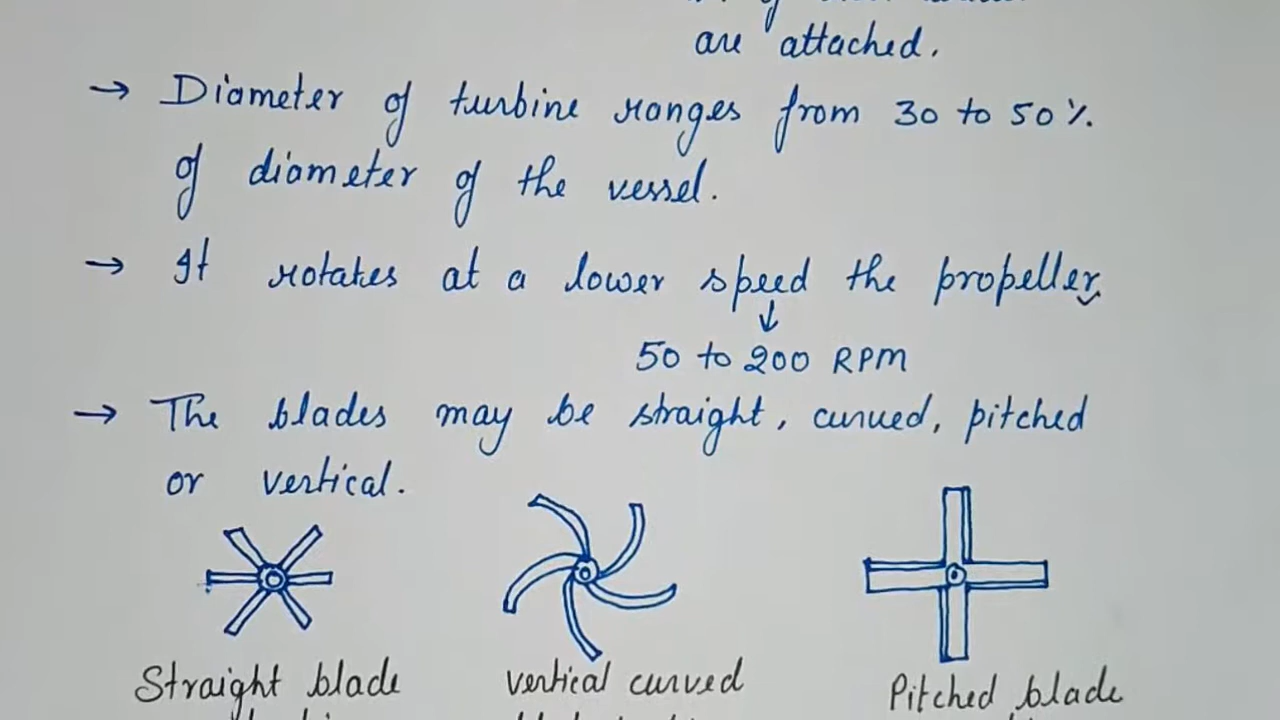 are attached.
→ Diameter of turbine ranges from 30 to 50%.
of diameter of the vessel.
→ It rotates at a lower speed the propeller
↓
50 to 200 RPM
→ The blades may be straight, curved, pitched
or vertical.
Straight blade vertical curved Pitched blade